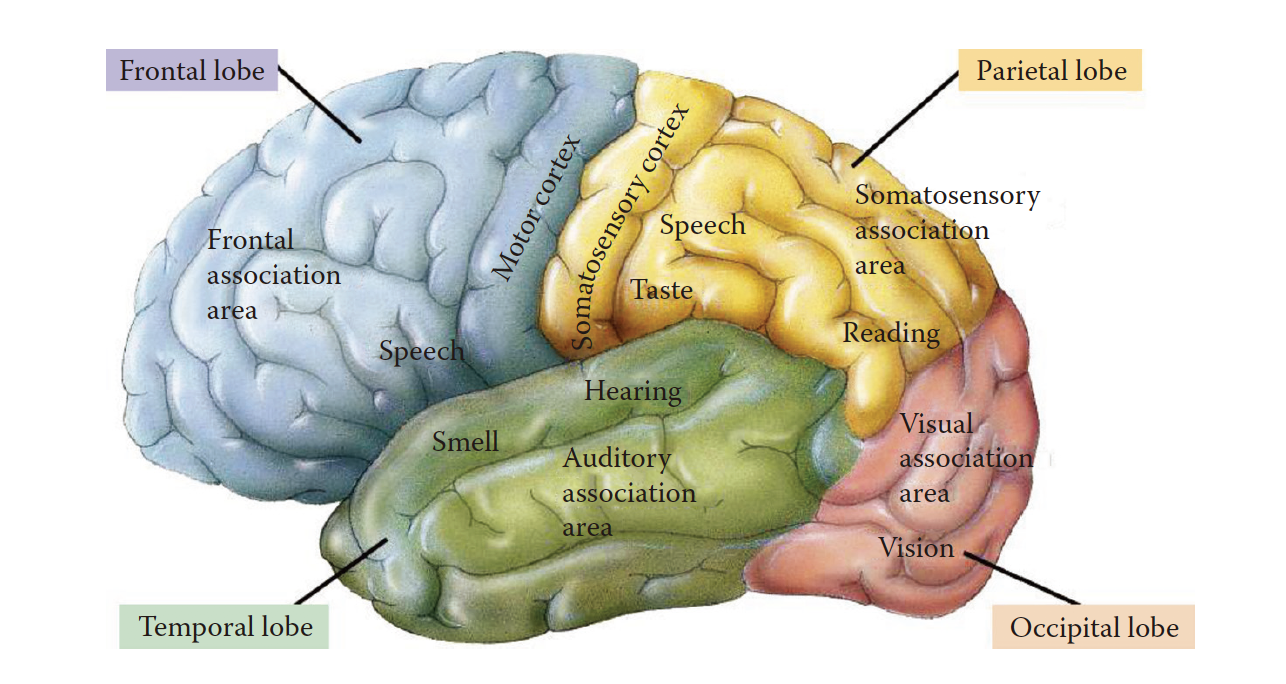 Frontal lobe
Parietal lobe
Motor cortex
Somatosensory cortex
Somatosensory
association
area
Speech
Frontal
association
area
Taste
Reading
Speech
Hearing
Smell
Visual
association
area
Auditory
association
area
Vision
Temporal lobe
Occipital lobe